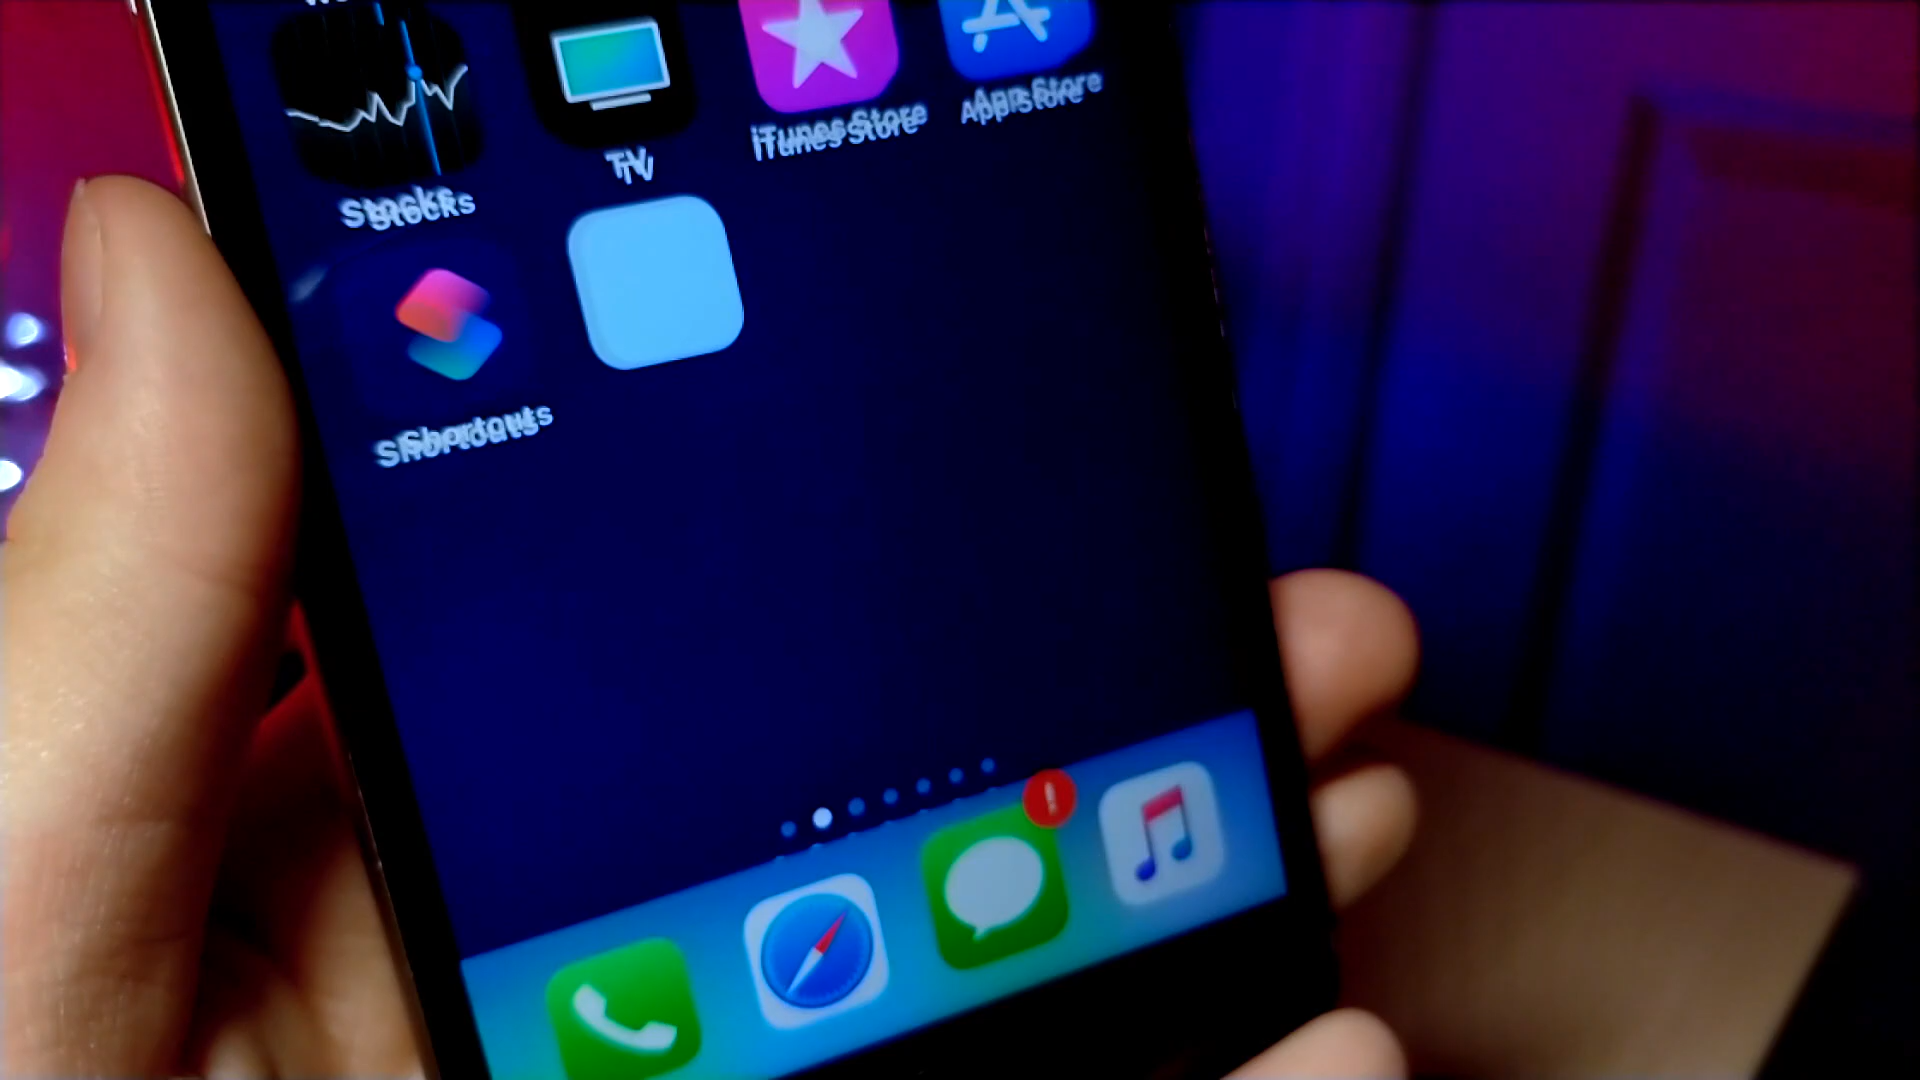 Stocks
TV
iTunes Store
App Store
Shortcuts
!